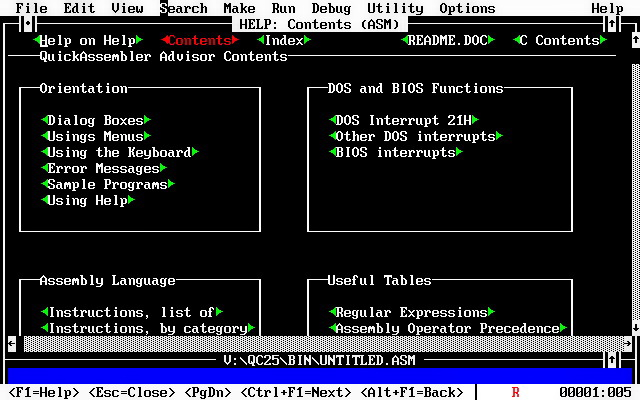 File Edit View Search Make Run Debug Utility Options Help
HELP: Contents (ASM)
Help on Help Contents Index README.DOC C Contents
QuickAssembler Advisor Contents
Orientation
Dialog Boxes
Usings Menus
Using the Keyboard
Error Messages
Sample Programs
Using Help
DOS and BIOS Functions
DOS Interrupt 21H
Other DOS interrupts
BIOS interrupts
Assembly Language
Instructions, list of
Instructions, by category
Useful Tables
Regular Expressions
Assembly Operator Precedence
V:\QC25\BIN\UNTITLED.ASM
<F1=Help> <Esc=Close> <PgDn> <Ctrl+F1=Next> <Alt+F1=Back> R 00001:005